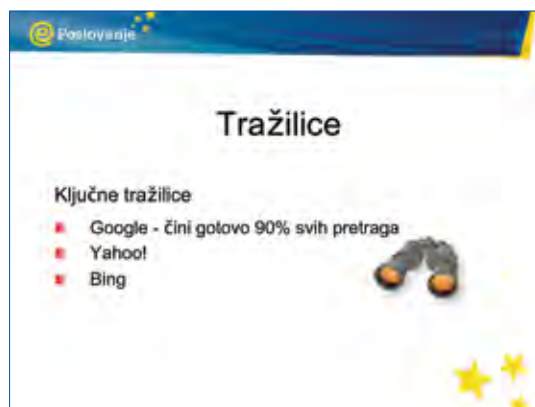 e Poslovanje
Tražilice
Ključne tražilice
Google - čini gotovo 90% svih pretraga
Yahoo!
Bing